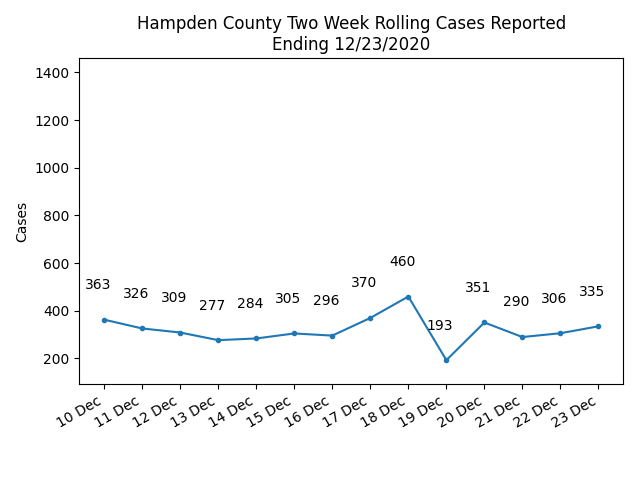 Hampden County Two Week Rolling Cases Reported
Ending 12/23/2020
1400
1200
1000
800
600
400
200
Cases
363
326
309
277
284
305
296
370
460
193
351
290
306
335
10 Dec
11 Dec
12 Dec
13 Dec
14 Dec
15 Dec
16 Dec
17 Dec
18 Dec
19 Dec
20 Dec
21 Dec
22 Dec
23 Dec